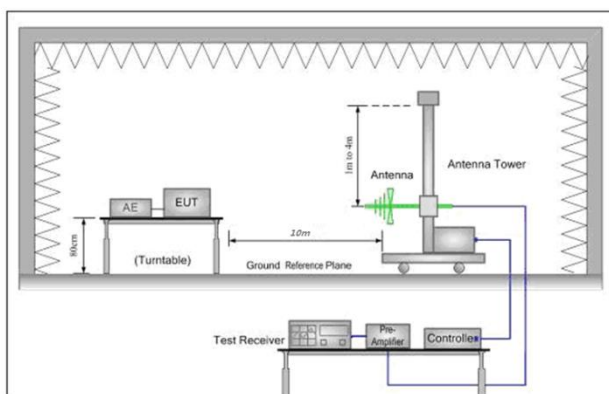 1m to 4m
Antenna
Antenna Tower
AE
EUT
80cm
(Turntable)
10m
Ground Reference Plane
Test Receiver
Pre-
Amplifier
Controller